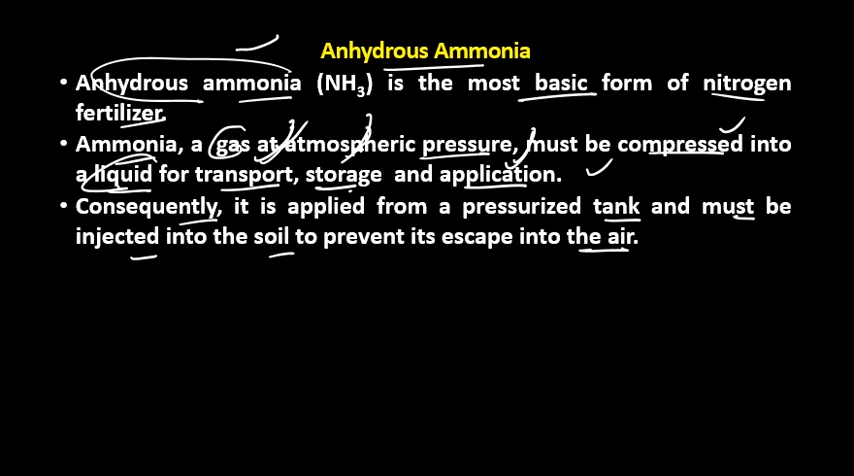 Anhydrous Ammonia
• Anhydrous ammonia (NH₃) is the most basic form of nitrogen
fertilizer.
• Ammonia, a gas at atmospheric pressure, must be compressed into
a liquid for transport, storage and application.
• Consequently, it is applied from a pressurized tank and must be
injected into the soil to prevent its escape into the air.